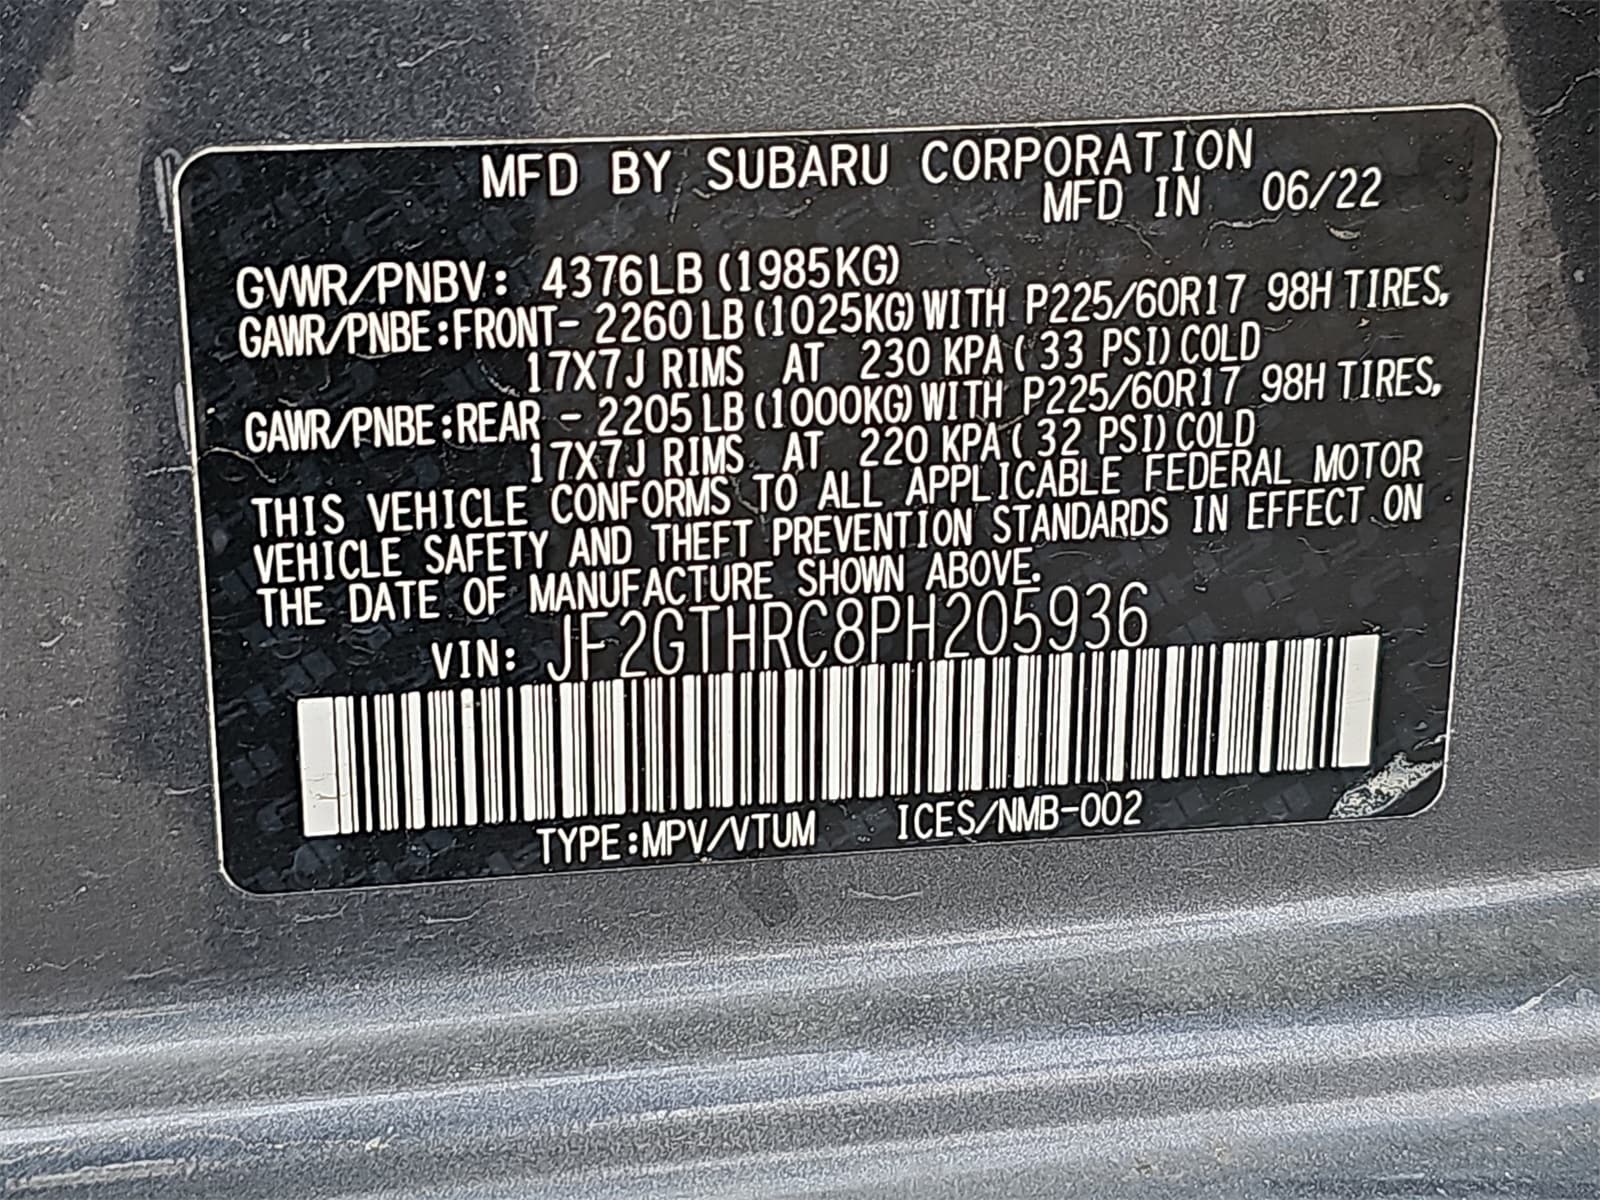 MFD BY SUBARU CORPORATION
MFD IN 06/22
GVWR/PNBV: 4376LB (1985KG)
GAWR/PNBE:FRONT- 2260LB (1025KG) WITH P225/60R17 98H TIRES,
17X7J RIMS AT 230 KPA ( 33 PSI) COLD
GAWR/PNBE:REAR - 2205LB (1000KG) WITH P225/60R17 98H TIRES,
17X7J RIMS AT 220 KPA ( 32 PSI) COLD
THIS VEHICLE CONFORMS TO ALL APPLICABLE FEDERAL MOTOR
VEHICLE SAFETY AND THEFT PREVENTION STANDARDS IN EFFECT ON
THE DATE OF MANUFACTURE SHOWN ABOVE.
VIN: JF2GTHRC8PH205936
TYPE:MPV/VTUM ICES/NMB-002